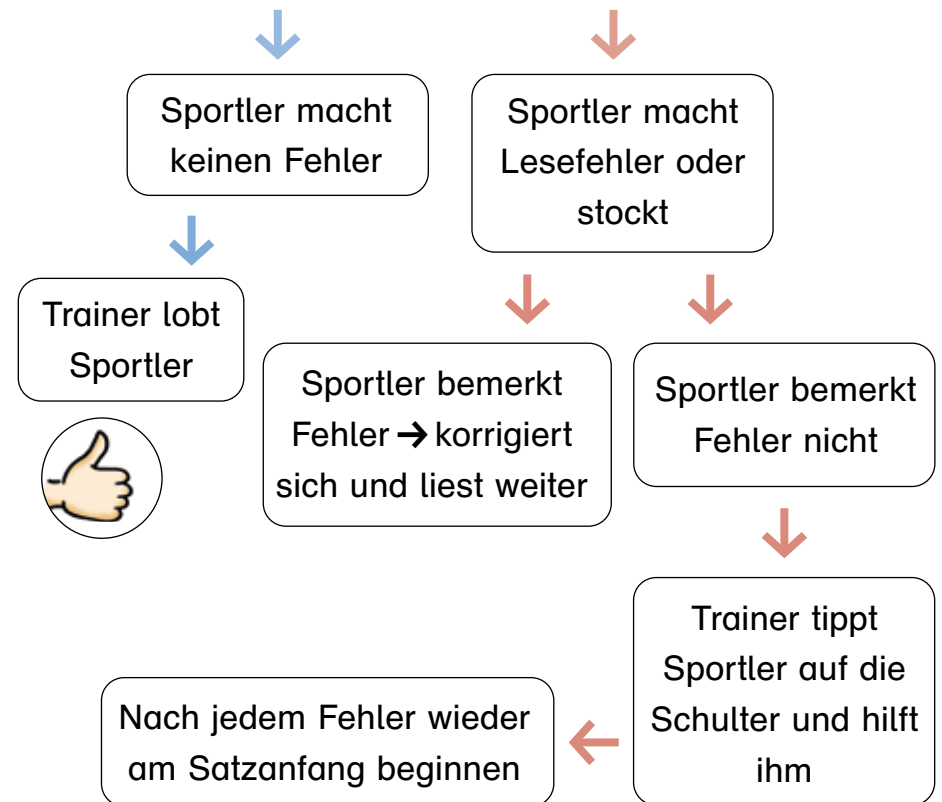 Sportler macht
keinen Fehler
Sportler macht
Lesefehler oder
stockt
Trainer lobt
Sportler
Sportler bemerkt
Fehler → korrigiert
sich und liest weiter
Sportler bemerkt
Fehler nicht
Trainer tippt
Sportler auf die
Schulter und hilft
ihm
Nach jedem Fehler wieder
am Satzanfang beginnen